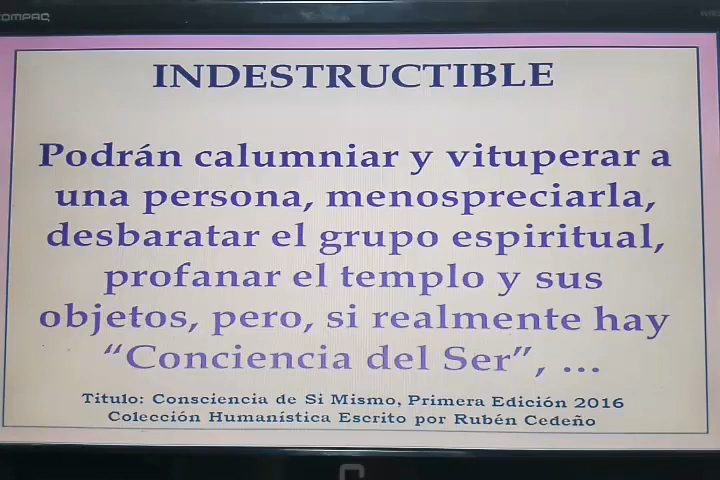 COMPAQ
INDESTRUCTIBLE
Podrán calumniar y vituperar a
una persona, menospreciarla,
desbaratar el grupo espiritual,
profanar el templo y sus
objetos, pero, si realmente hay
“Conciencia del Ser”, ...
Titulo: Consciencia de Si Mismo, Primera Edición 2016
Colección Humanística Escrito por Rubén Cedeño